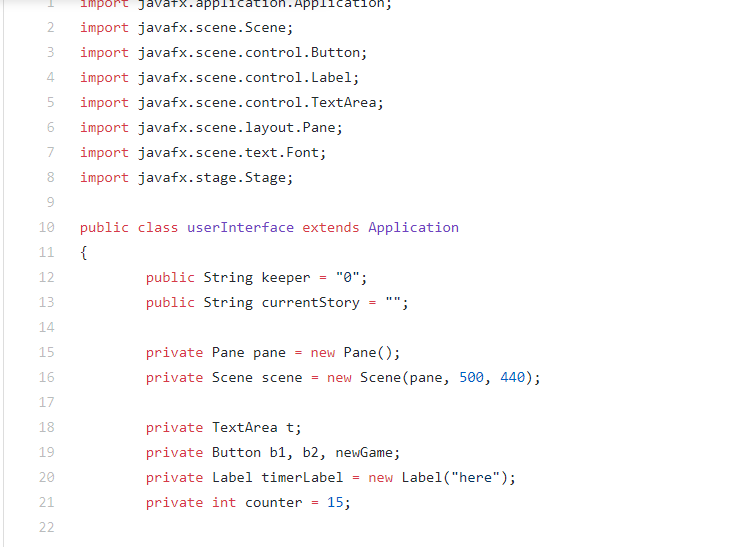 1 import javafx.application.Application;
2 import javafx.scene.Scene;
3 import javafx.scene.control.Button;
4 import javafx.scene.control.Label;
5 import javafx.scene.control.TextArea;
6 import javafx.scene.layout.Pane;
7 import javafx.scene.text.Font;
8 import javafx.stage.Stage;
9
10 public class userInterface extends Application
11 {
12 public String keeper = "0";
13 public String currentStory = "";
14
15 private Pane pane = new Pane();
16 private Scene scene = new Scene(pane, 500, 440);
17
18 private TextArea t;
19 private Button b1, b2, newGame;
20 private Label timerLabel = new Label("here");
21 private int counter = 15;
22